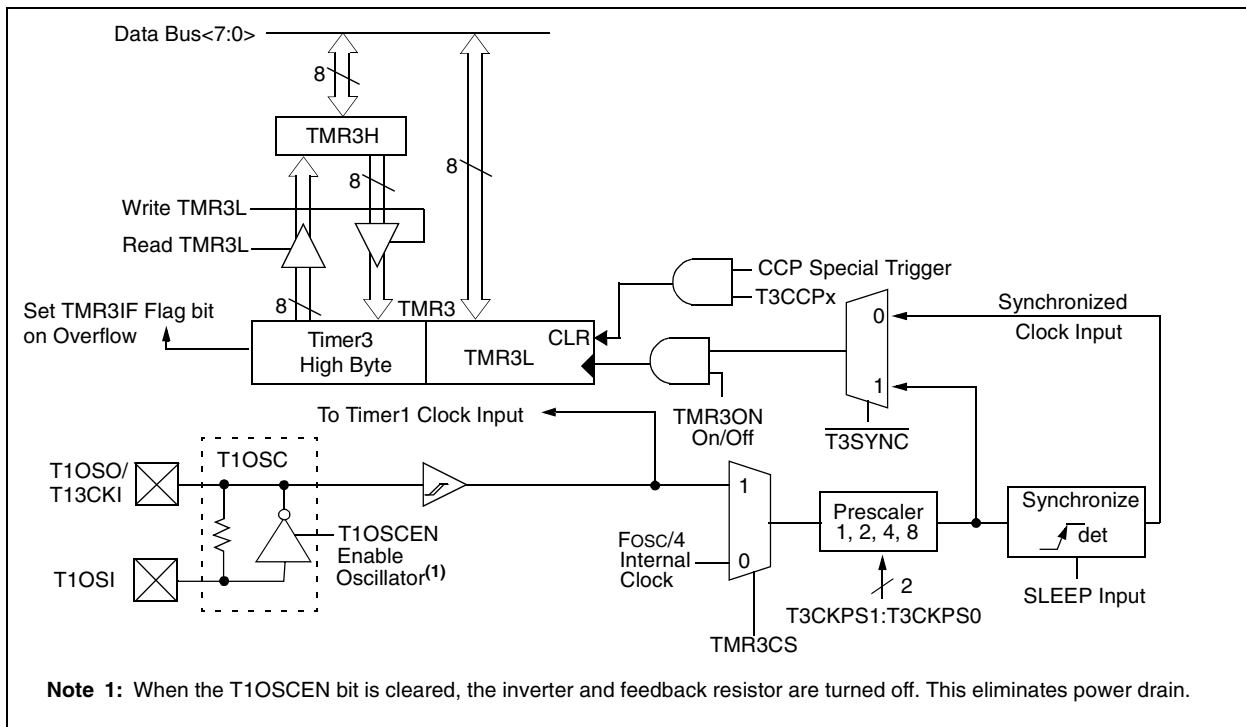 Data Bus<7:0>
8
TMR3H
8
8
Write TMR3L
Read TMR3L
8
TMR3
CCP Special Trigger
T3CCPx
Set TMR3IF Flag bit
on Overflow
Timer3
High Byte
TMR3L
CLR
0
1
Synchronized
Clock Input
To Timer1 Clock Input
TMR3ON
On/Off
T3SYNC
T1OSO/
T13CKI
T1OSC
T1OSCEN
Enable
Oscillator(1)
T1OSI
FOSC/4
Internal
Clock
1
0
TMR3CS
Prescaler
1, 2, 4, 8
2
T3CKPS1:T3CKPS0
Synchronize
det
SLEEP Input
Note 1: When the T1OSCEN bit is cleared, the inverter and feedback resistor are turned off. This eliminates power drain.